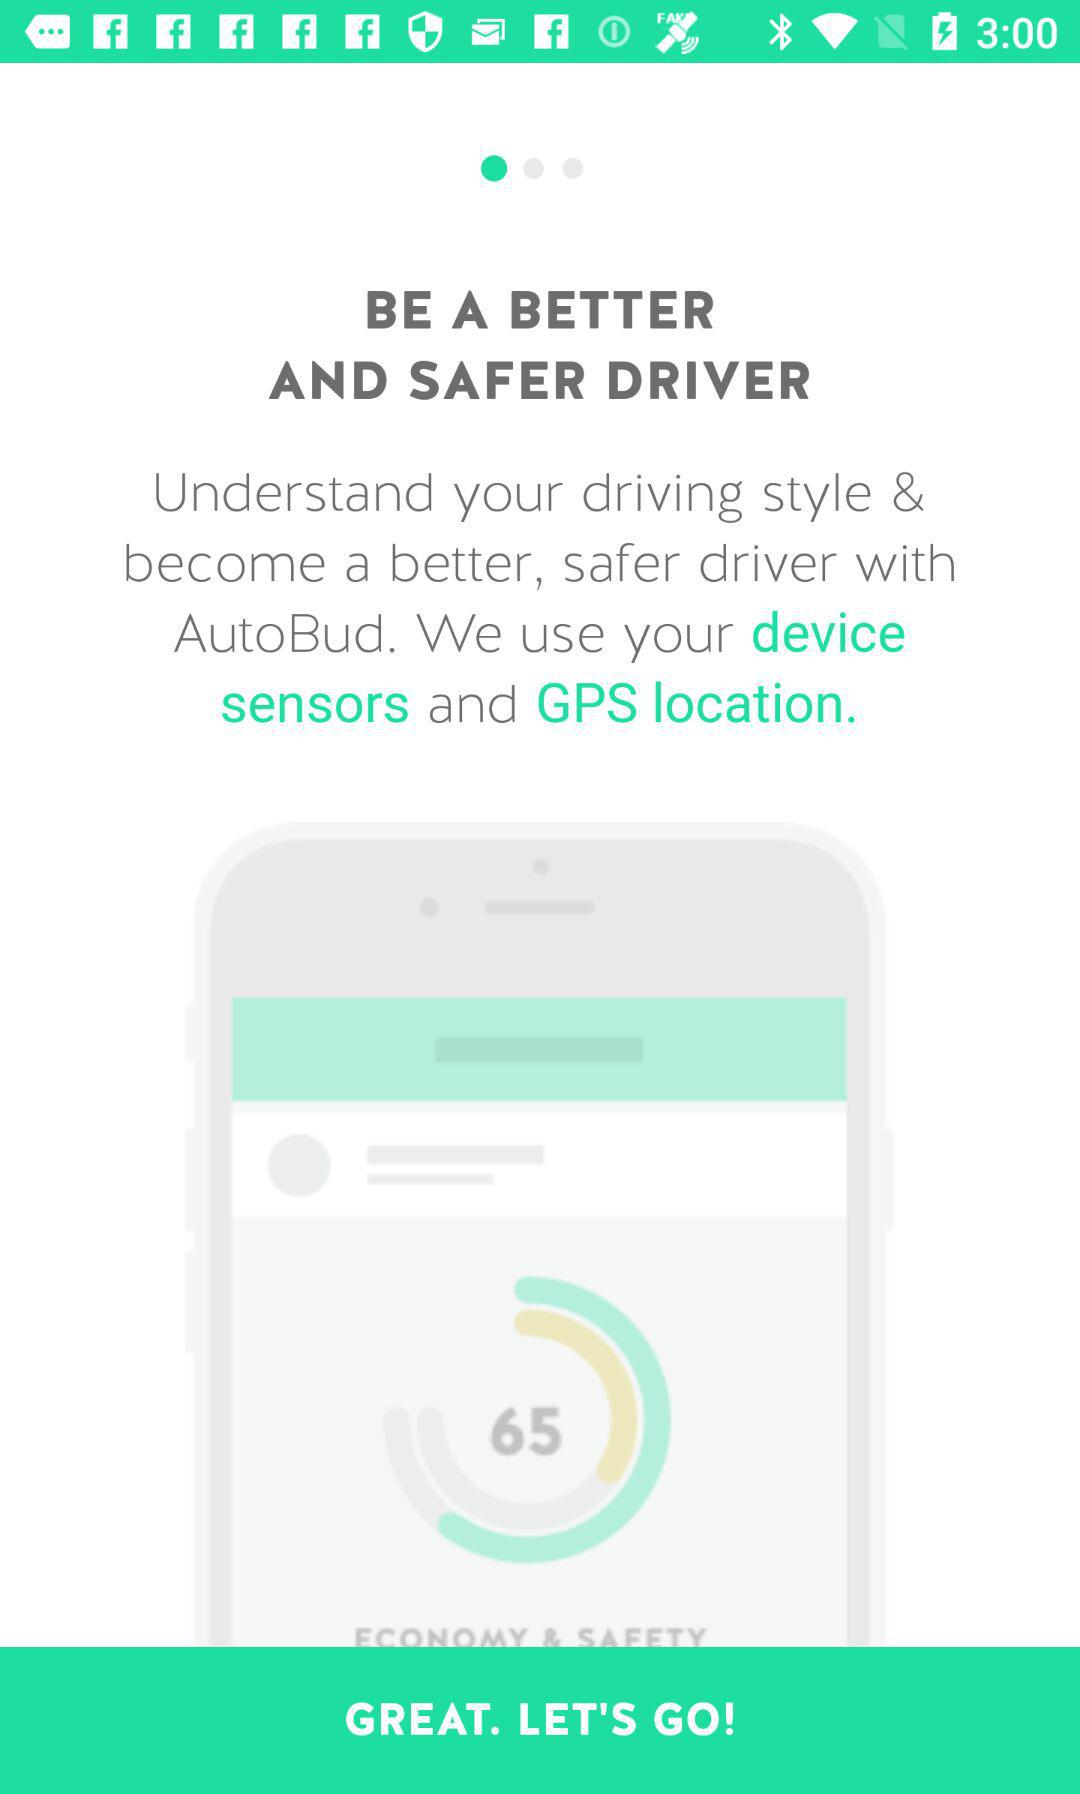 FAKE
3:00
BE A BETTER
AND SAFER DRIVER
Understand your driving style &
become a better, safer driver with
AutoBud. We use your device
sensors and GPS location.
65
ECONOMY & SAFETY
GREAT. LET'S GO!